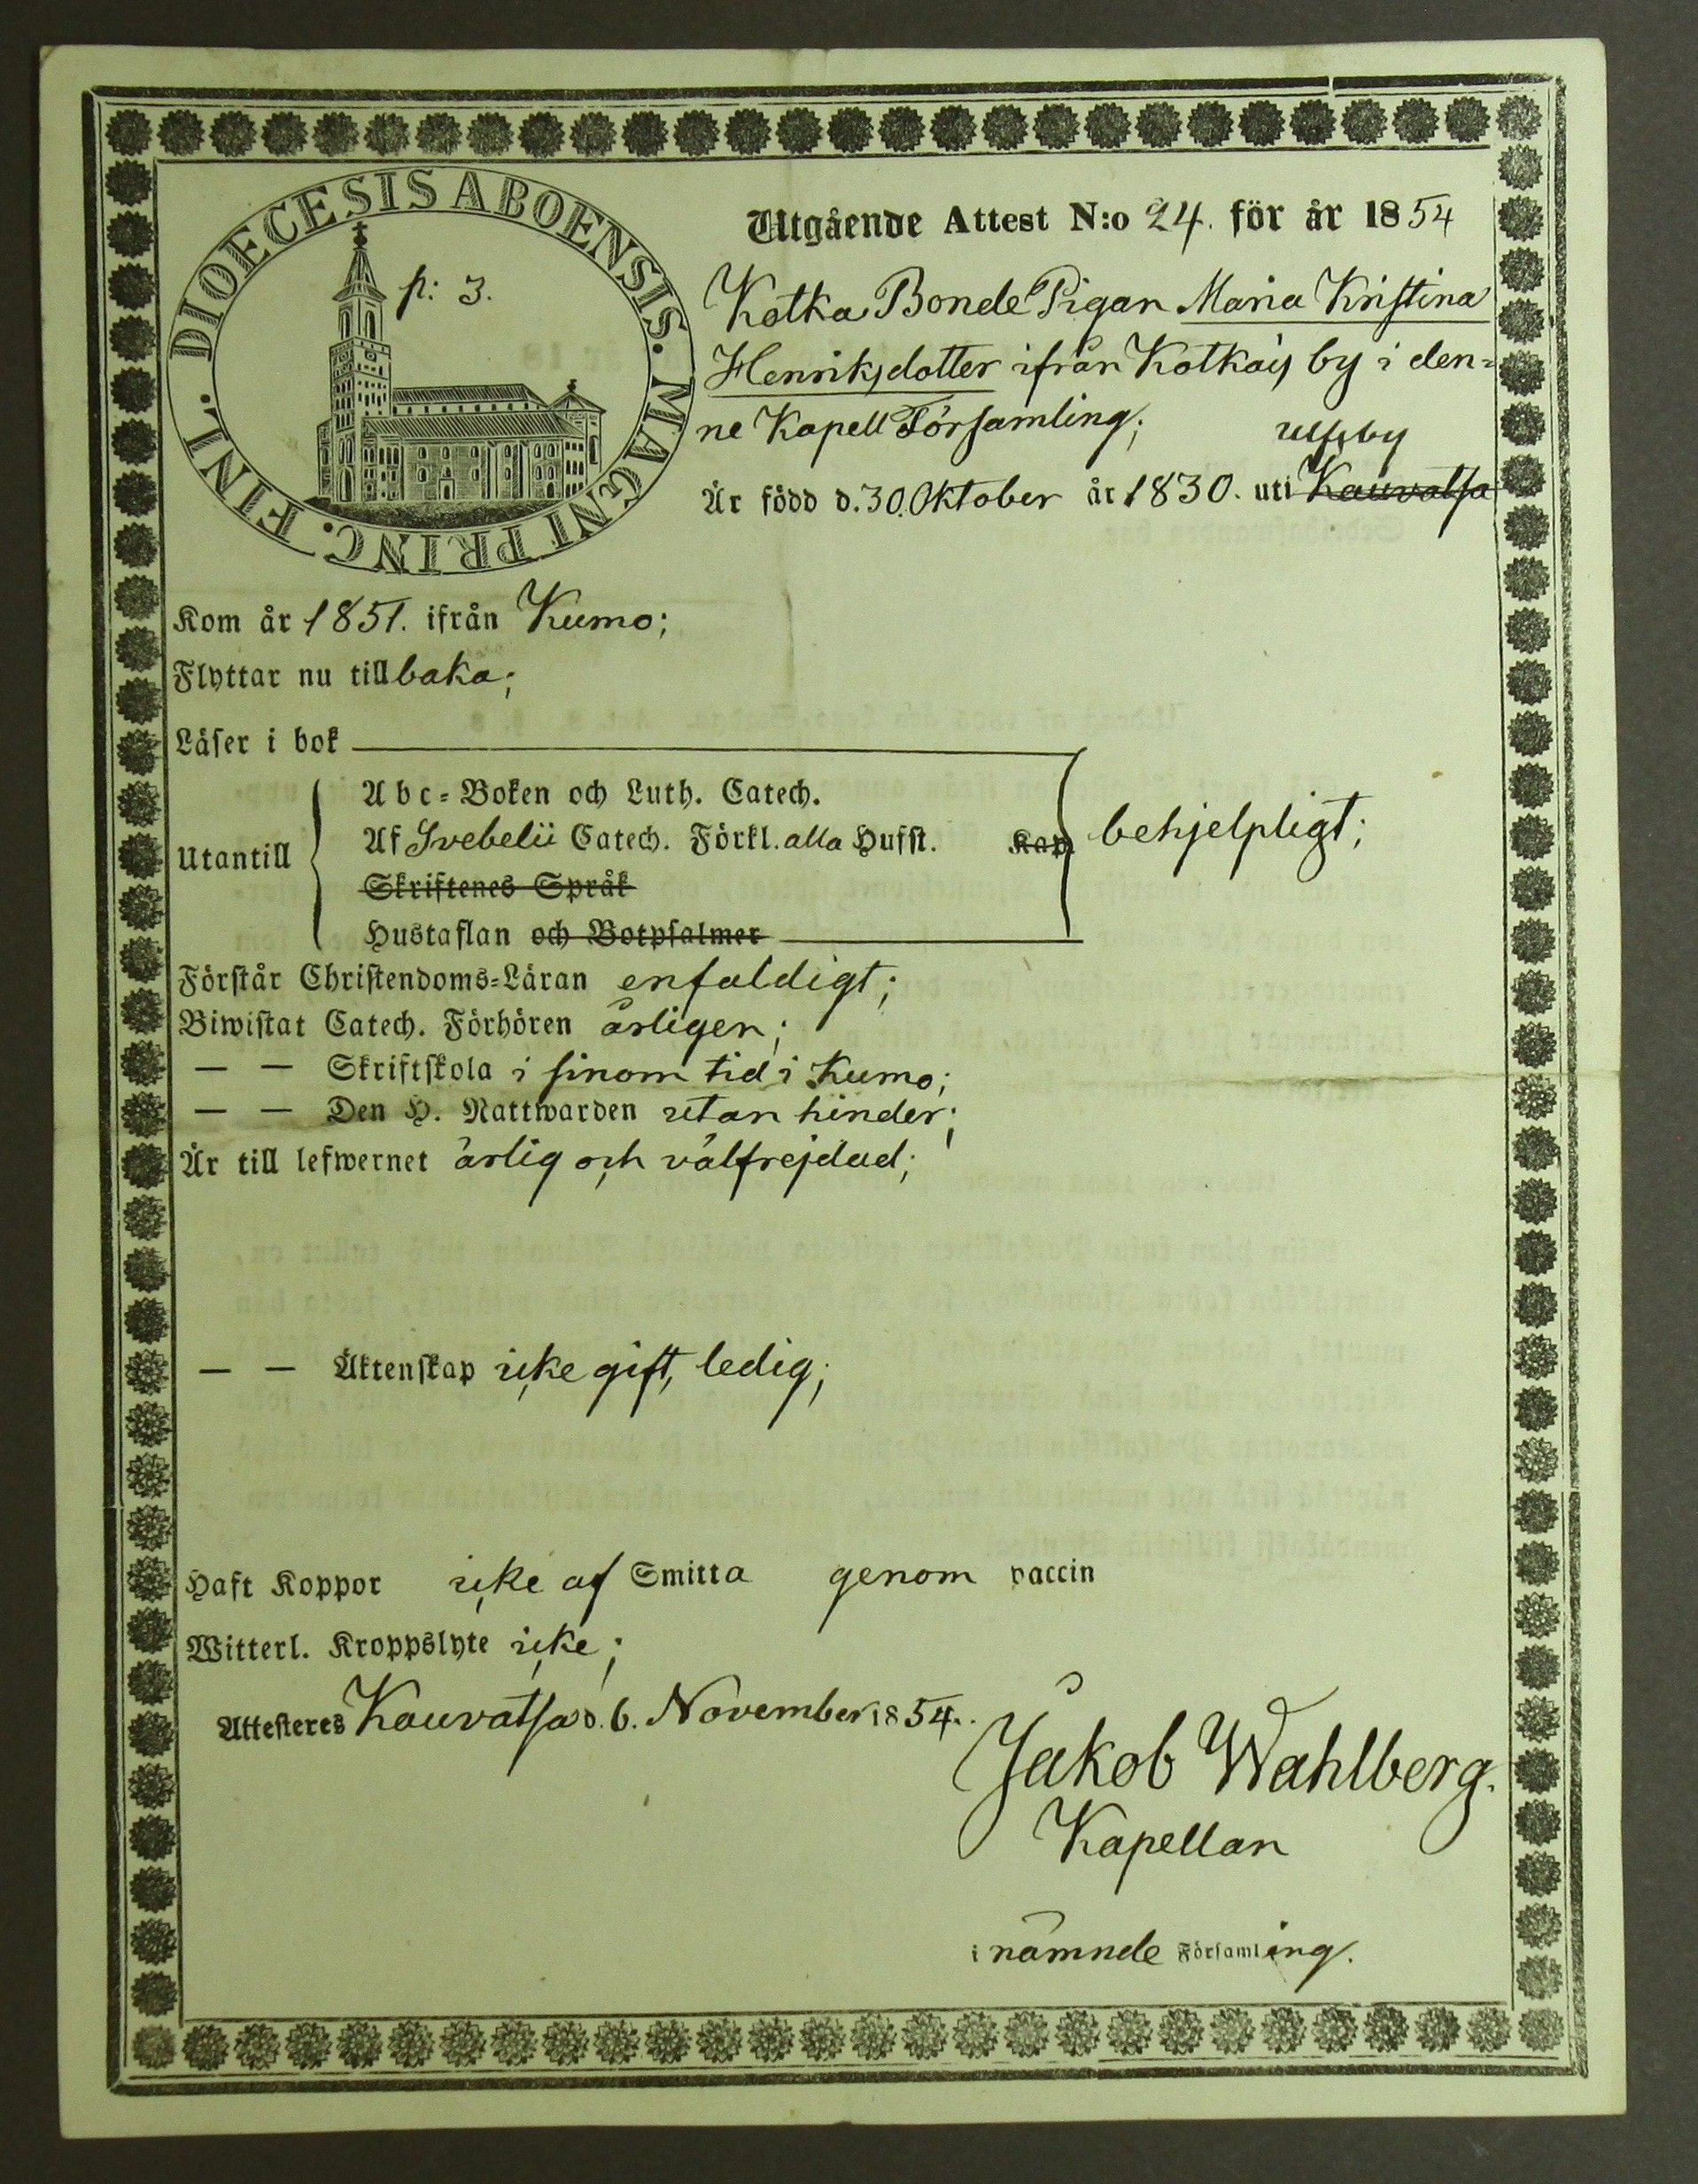 DIOECESIS ABOENSIS. MAGNI PRINC. FINL.
p: 3.
Utgående Attest N:o 24. för år 1854
Kotka Bonde Pigan Maria Kristina
Henriksdotter ifrån Kotkais by i den=
ne Kapell Församling;
ulfsby
Är född d. 30. Oktober år 1830. uti Kauvatsa
Kom år 1851. ifrån Kumo;
Flyttar nu tillbaka;
Läser i bok
Utantill
Abc=Boken och Luth. Catech.
Af Svebelii Catech. Förkl. alla Hufst. Kap.
Skriftenes Språk
Hustaflan och Botpsalmer
behjelpligt;
Förstår Christendoms=Läran enfaldigt;
Biwistat Catech. Förhören årligen;
— — Skriftskola i sinom tid i Kumo;
— — Den H. Nattwarden utan hinder;
Är till lefwernet ärlig och välfrejdad;
— — Äktenskap icke gift, ledig;
Haft Koppor icke af Smitta genom vaccin
Witterl. Kroppslyte icke;
Attesteres Kauvatsa d. 6. November 1854.
Jakob Wahlberg.
Kapellan
i nämnde Församling.